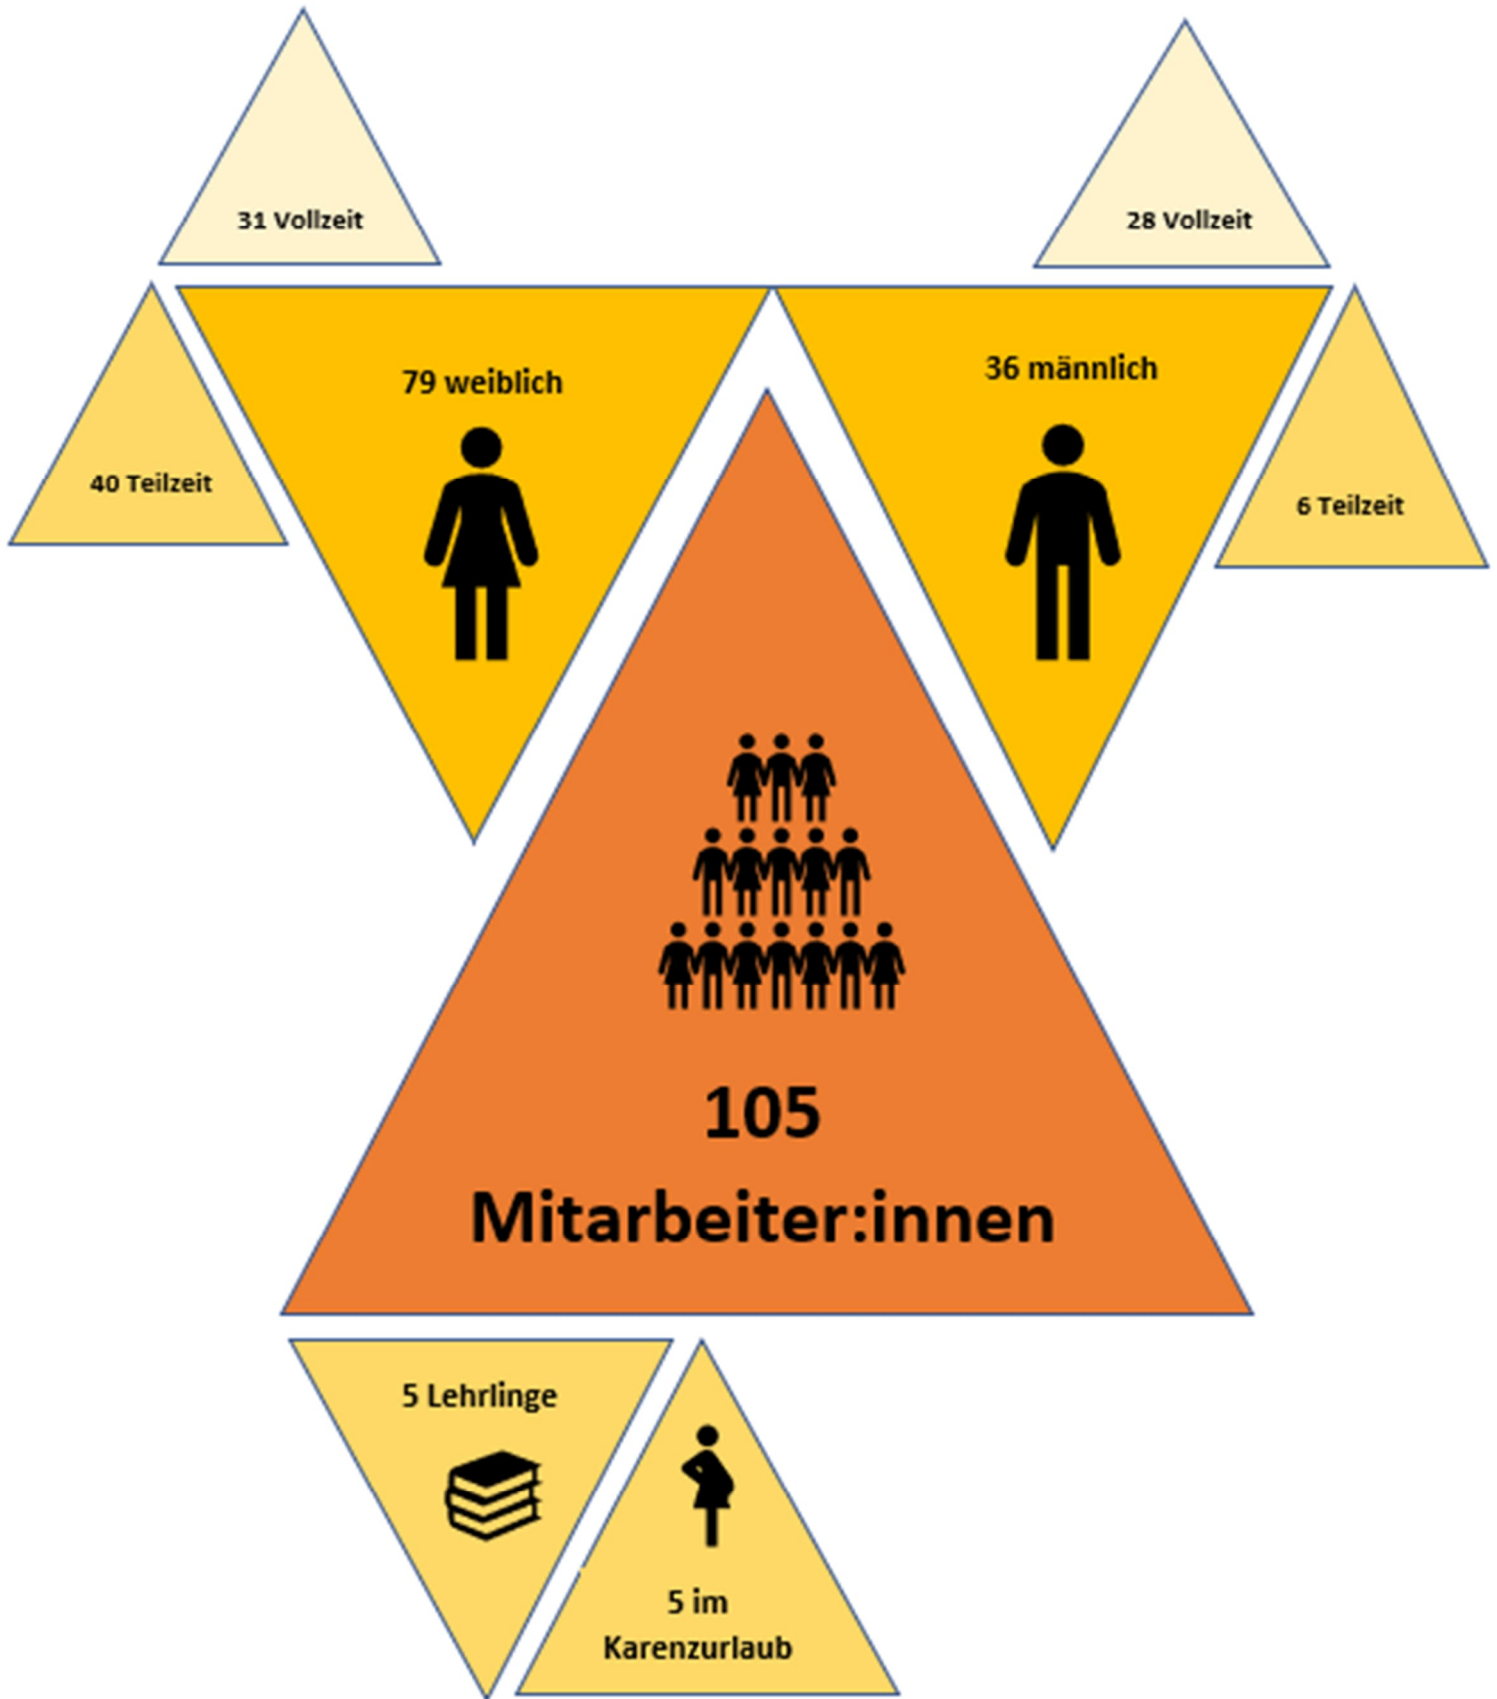 31 Vollzeit
28 Vollzeit
79 weiblich
36 männlich
40 Teilzeit
6 Teilzeit
105
Mitarbeiter:innen
5 Lehrlinge
5 im
Karenzurlaub